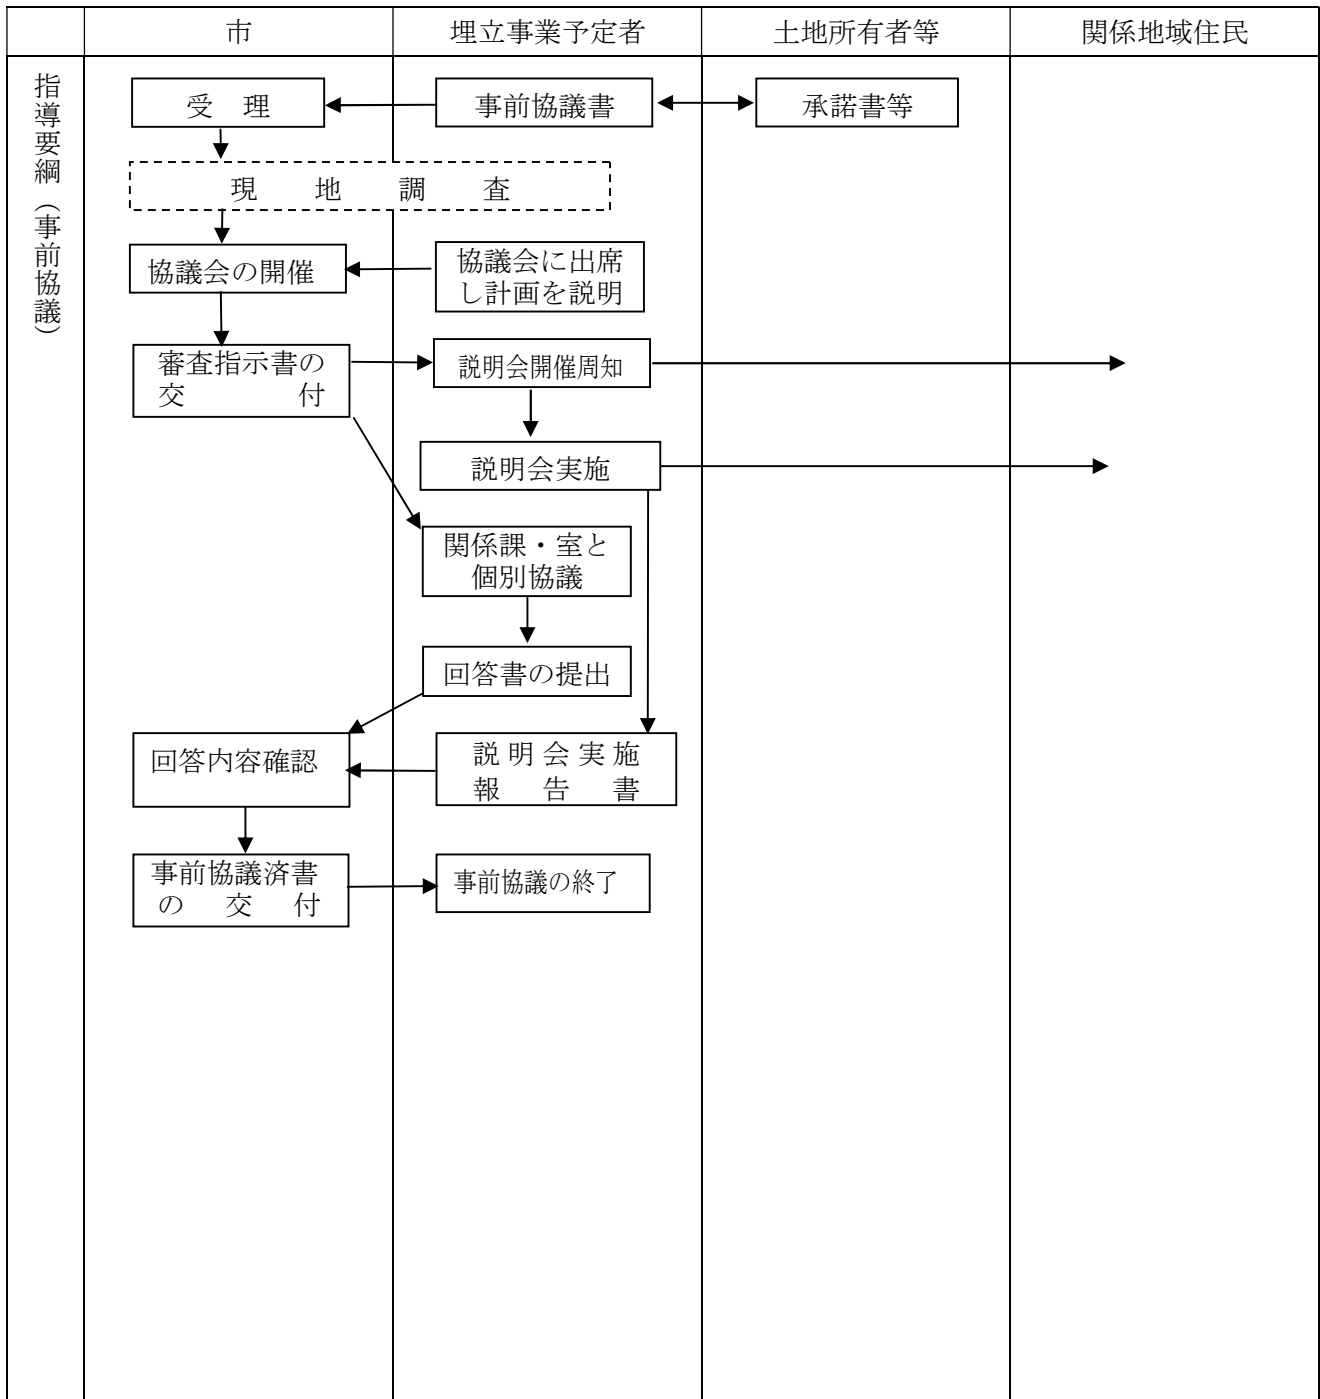 市
埋立事業予定者
土地所有者等
関係地域住民
指導要綱（事前協議）
受　理
事前協議書
承諾書等
現　地　調　査
協議会の開催
協議会に出席
し計画を説明
審査指示書の
交　付
説明会開催周知
説明会実施
関係課・室と
個別協議
回答書の提出
回答内容確認
説明会実施
報　告　書
事前協議済書
の　交　付
事前協議の終了